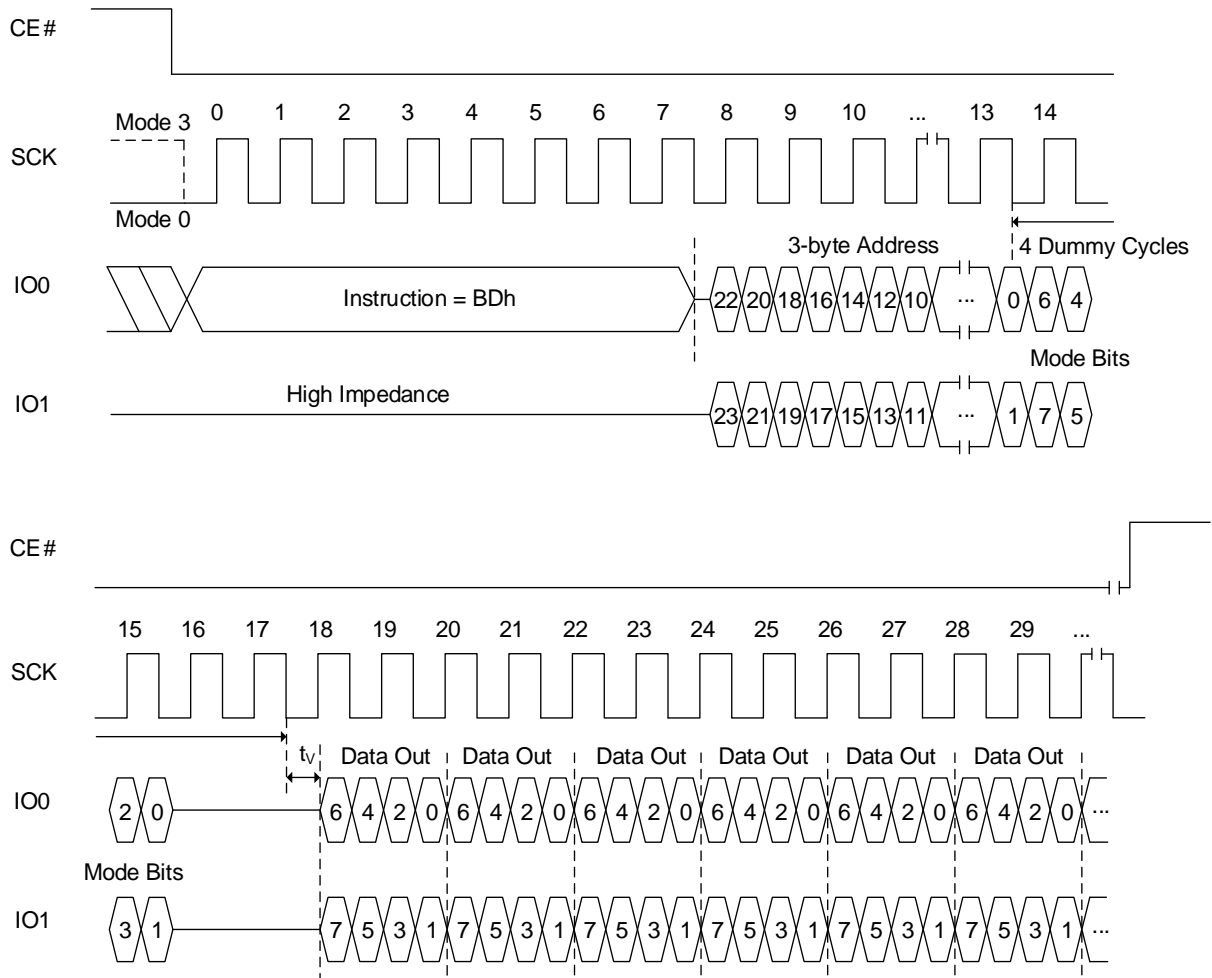 CE#
Mode 3 0 1 2 3 4 5 6 7 8 9 10 ... 13 14
SCK
Mode 0
3-byte Address 4 Dummy Cycles
IO0 Instruction = BDh 22 20 18 16 14 12 10 ... 0 6 4
Mode Bits
IO1 High Impedance 23 21 19 17 15 13 11 ... 1 7 5
CE#
15 16 17 18 19 20 21 22 23 24 25 26 27 28 29 ...
SCK
tV Data Out Data Out Data Out Data Out Data Out Data Out
IO0 2 0 6 4 2 0 6 4 2 0 6 4 2 0 6 4 2 0 6 4 2 0 6 4 2 0 ...
Mode Bits
IO1 3 1 7 5 3 1 7 5 3 1 7 5 3 1 7 5 3 1 7 5 3 1 7 5 3 1 ...